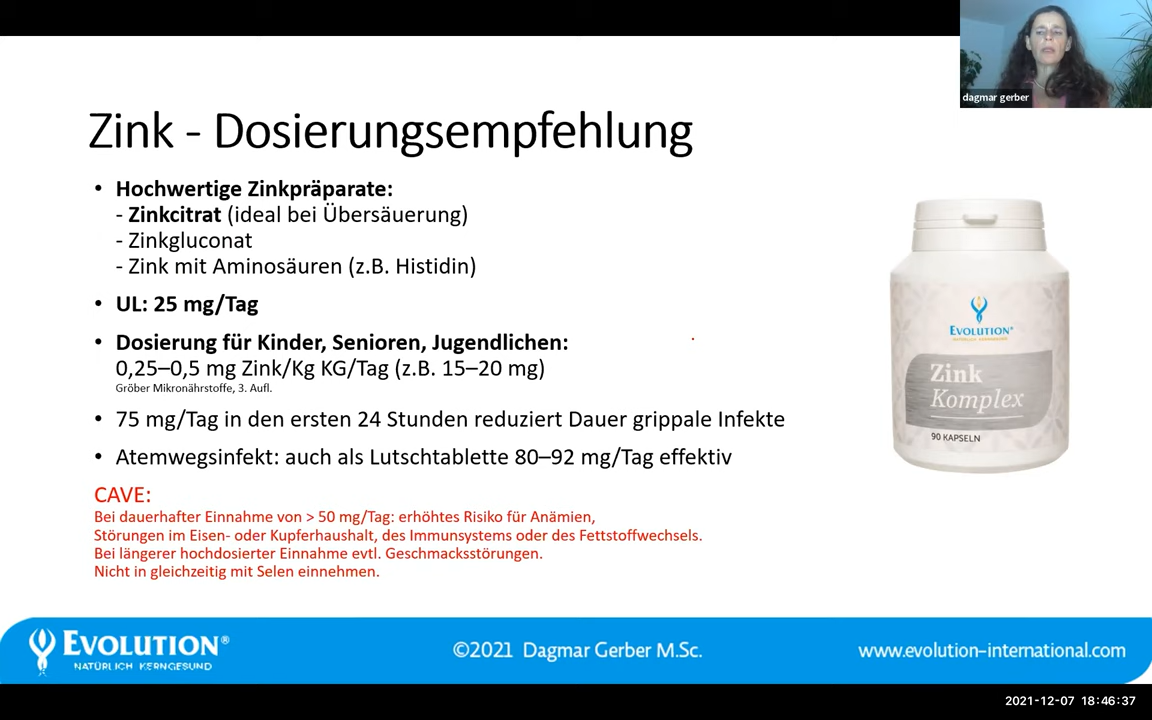 dagmar gerber
Zink - Dosierungsempfehlung
• Hochwertige Zinkpräparate:
- Zinkcitrat (ideal bei Übersäuerung)
- Zinkgluconat
- Zink mit Aminosäuren (z.B. Histidin)
• UL: 25 mg/Tag
• Dosierung für Kinder, Senioren, Jugendlichen:
0,25–0,5 mg Zink/Kg KG/Tag (z.B. 15–20 mg)
Gröber Mikronährstoffe, 3. Aufl.
• 75 mg/Tag in den ersten 24 Stunden reduziert Dauer grippale Infekte
• Atemwegsinfekt: auch als Lutschtablette 80–92 mg/Tag effektiv
CAVE:
Bei dauerhafter Einnahme von > 50 mg/Tag: erhöhtes Risiko für Anämien,
Störungen im Eisen- oder Kupferhaushalt, des Immunsystems oder des Fettstoffwechsels.
Bei längerer hochdosierter Einnahme evtl. Geschmacksstörungen.
Nicht in gleichzeitig mit Selen einnehmen.
EVOLUTION®
NATÜRLICH KERNGESUND
Zink
Komplex
90 KAPSELN
EVOLUTION®
NATÜRLICH KERNGESUND
©2021 Dagmar Gerber M.Sc.
www.evolution-international.com
2021-12-07 18:46:37